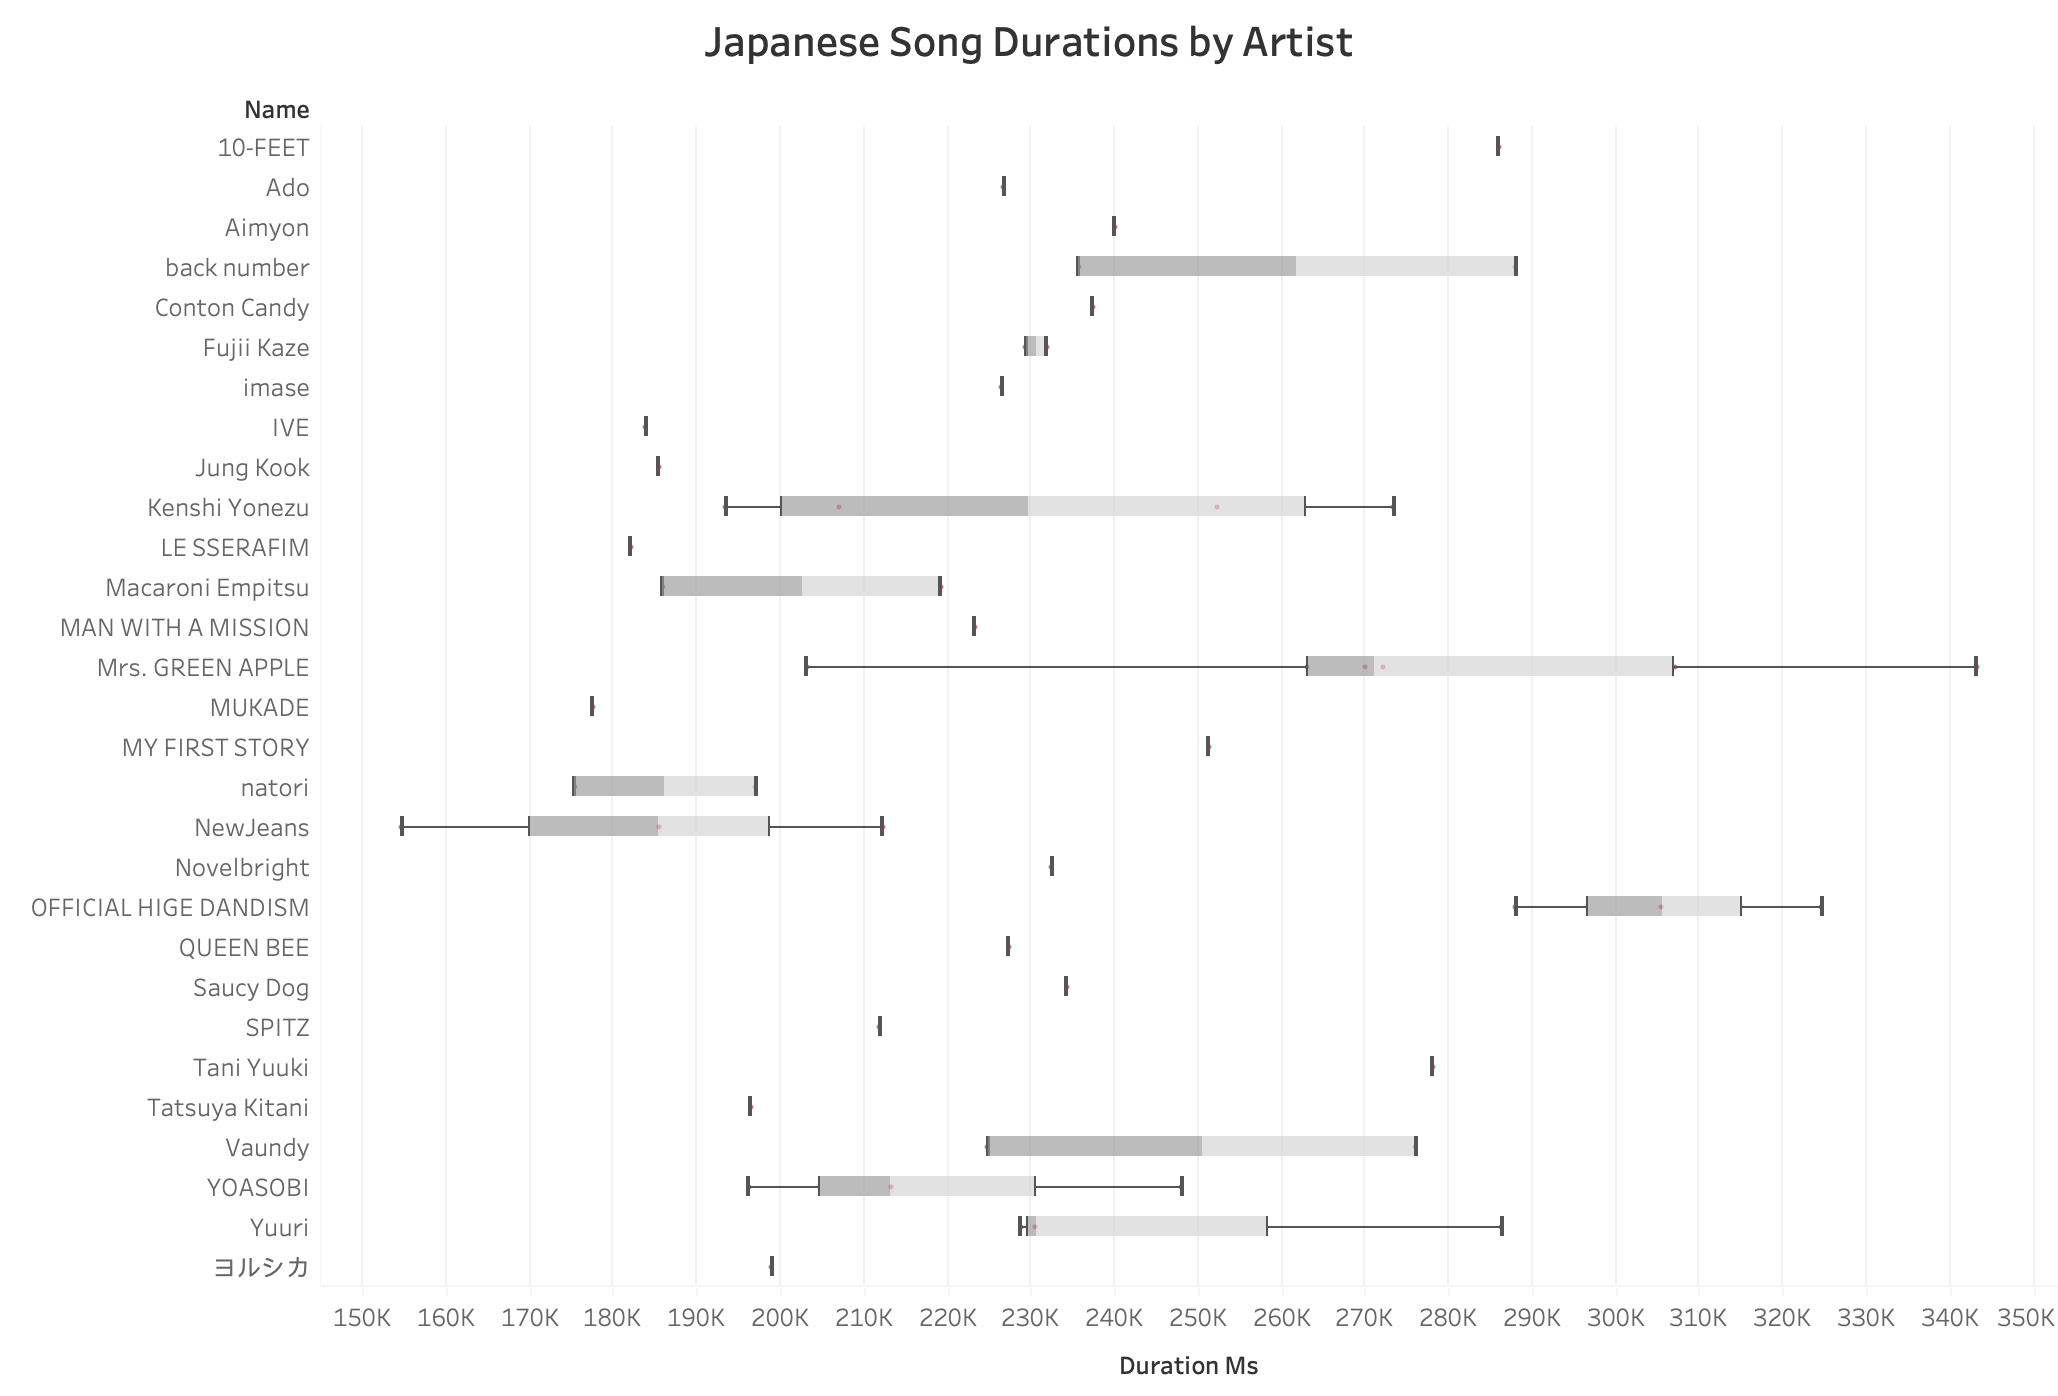 Japanese Song Durations by Artist
Name
10-FEET
Ado
Aimyon
back number
Conton Candy
Fujii Kaze
imase
IVE
Jung Kook
Kenshi Yonezu
LE SSERAFIM
Macaroni Empitsu
MAN WITH A MISSION
Mrs. GREEN APPLE
MUKADE
MY FIRST STORY
natori
NewJeans
Novelbright
OFFICIAL HIGE DANDISM
QUEEN BEE
Saucy Dog
SPITZ
Tani Yuuki
Tatsuya Kitani
Vaundy
YOASOBI
Yuuri
ヨルシカ
150K 160K 170K 180K 190K 200K 210K 220K 230K 240K 250K 260K 270K 280K 290K 300K 310K 320K 330K 340K 350K
Duration Ms